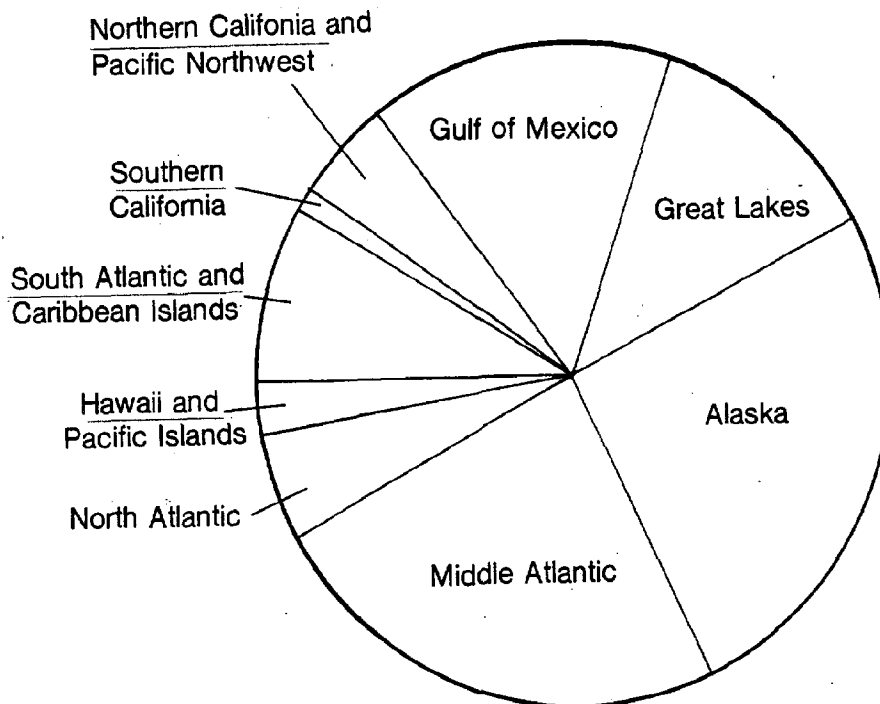 Northern Califonia and
Pacific Northwest
Gulf of Mexico
Great Lakes
Southern
California
South Atlantic and
Caribbean Islands
Hawaii and
Pacific Islands
Alaska
North Atlantic
Middle Atlantic